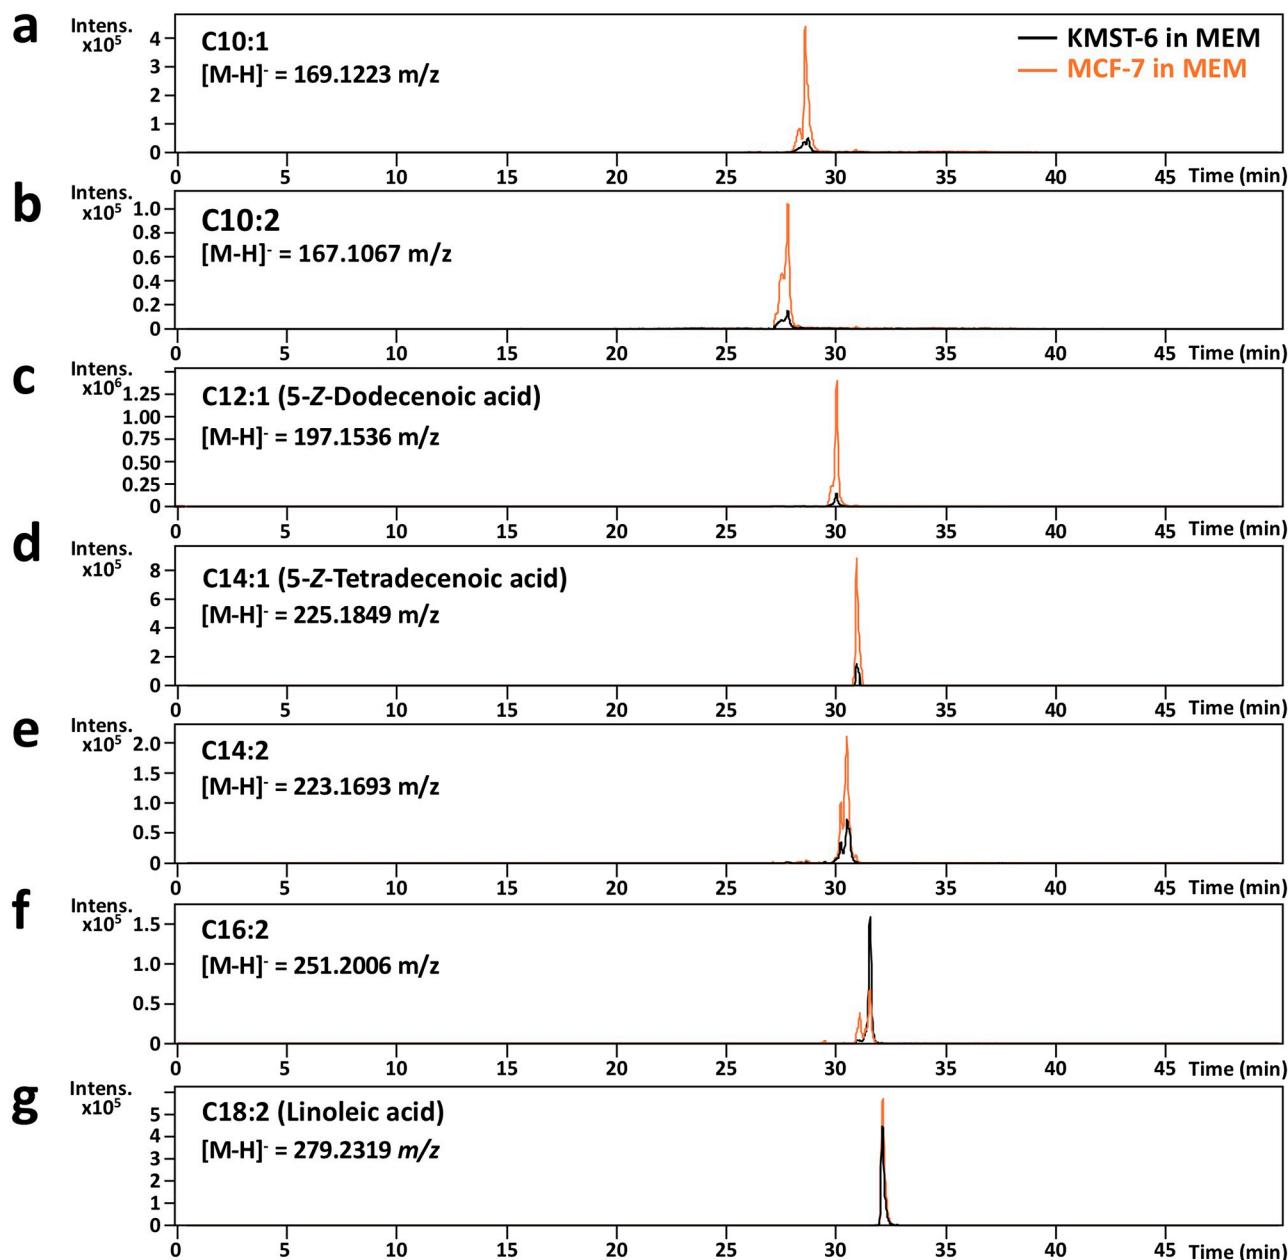 a
Intens.
x10⁵
C10:1
[M-H]⁻ = 169.1223 m/z
KMST-6 in MEM
MCF-7 in MEM
4
3
2
1
0
0 5 10 15 20 25 30 35 40 45 Time (min)
b
Intens.
x10⁵
C10:2
[M-H]⁻ = 167.1067 m/z
1.0
0.8
0.6
0.4
0.2
0
0 5 10 15 20 25 30 35 40 45 Time (min)
c
Intens.
x10⁶
C12:1 (5-Z-Dodecenoic acid)
[M-H]⁻ = 197.1536 m/z
1.25
1.00
0.75
0.50
0.25
0
0 5 10 15 20 25 30 35 40 45 Time (min)
d
Intens.
x10⁵
C14:1 (5-Z-Tetradecenoic acid)
[M-H]⁻ = 225.1849 m/z
8
6
4
2
0
0 5 10 15 20 25 30 35 40 45 Time (min)
e
Intens.
x10⁵
C14:2
[M-H]⁻ = 223.1693 m/z
2.0
1.5
1.0
0.5
0
0 5 10 15 20 25 30 35 40 45 Time (min)
f
Intens.
x10⁵
C16:2
[M-H]⁻ = 251.2006 m/z
1.5
1.0
0.5
0
0 5 10 15 20 25 30 35 40 45 Time (min)
g
Intens.
x10⁵
C18:2 (Linoleic acid)
[M-H]⁻ = 279.2319 m/z
5
4
3
2
1
0
0 5 10 15 20 25 30 35 40 45 Time (min)